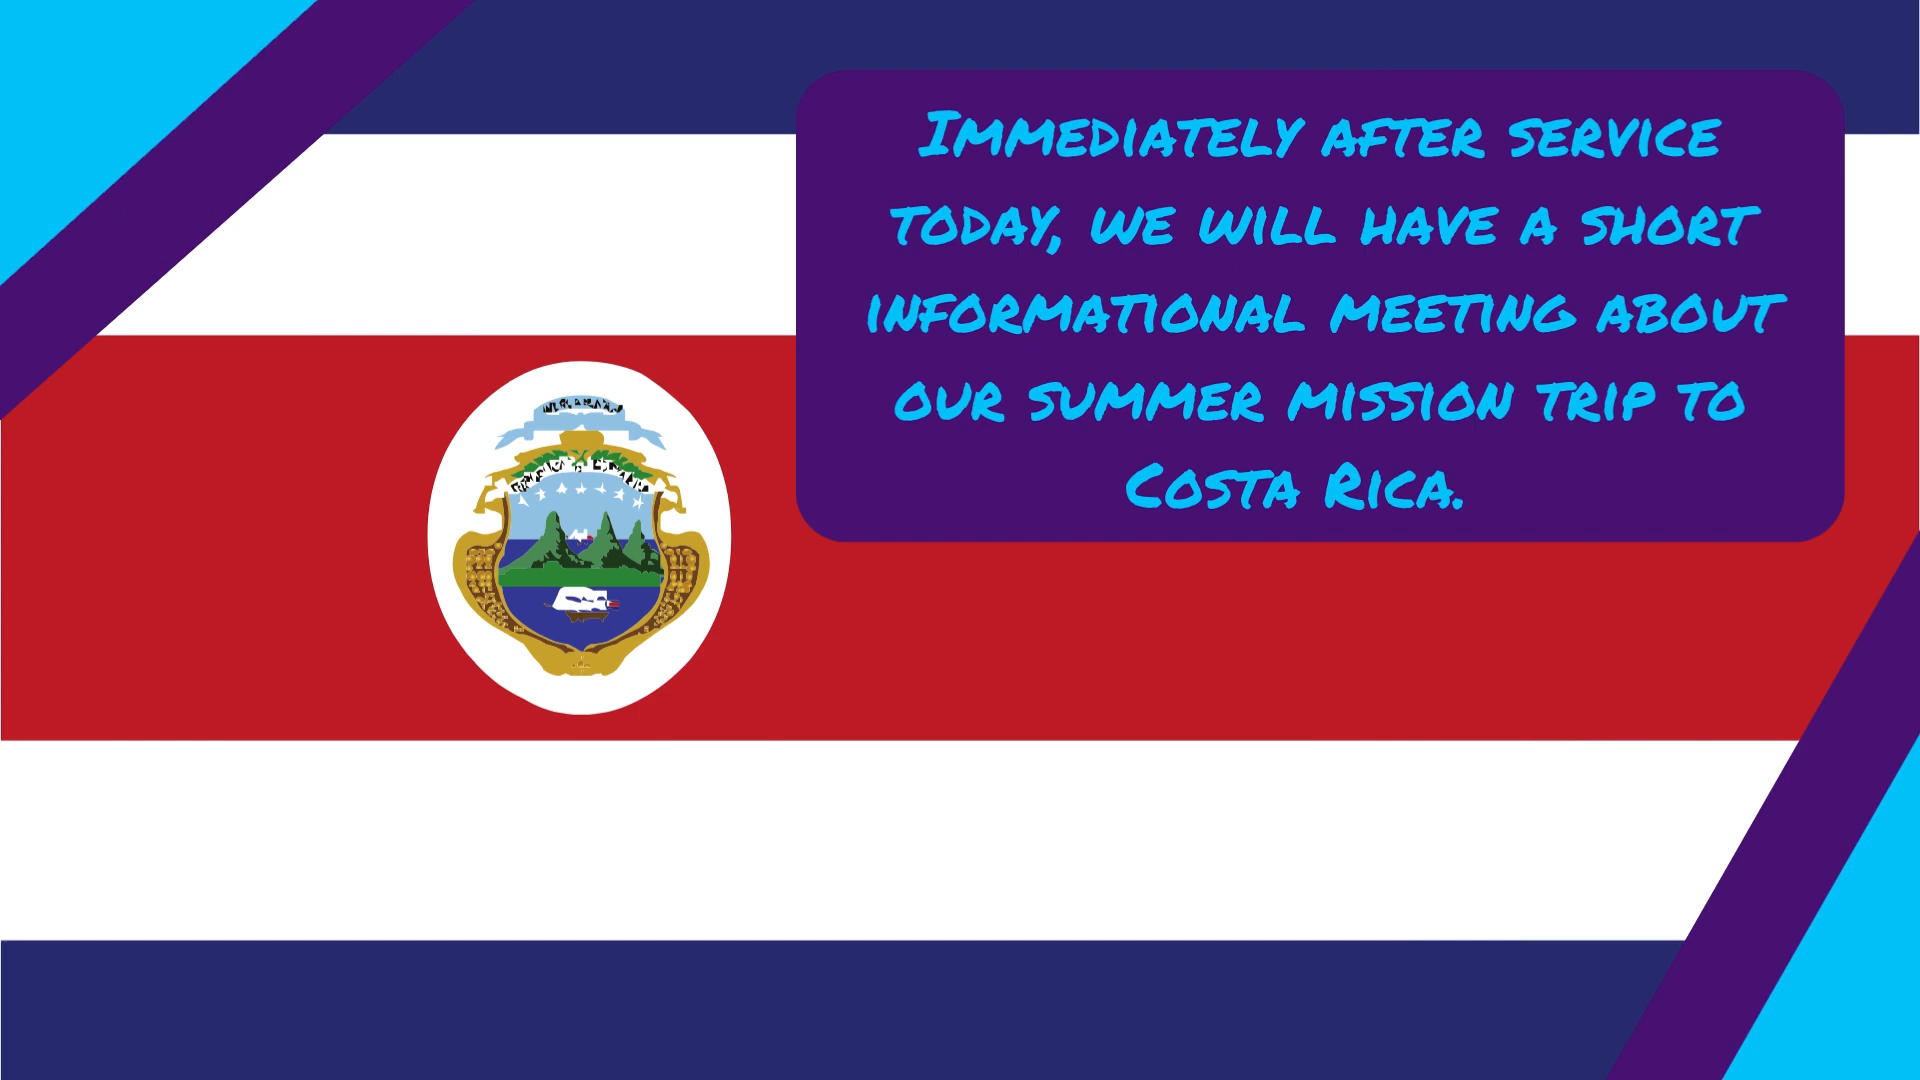 Immediately after service
today, we will have a short
informational meeting about
our summer mission trip to
Costa Rica.